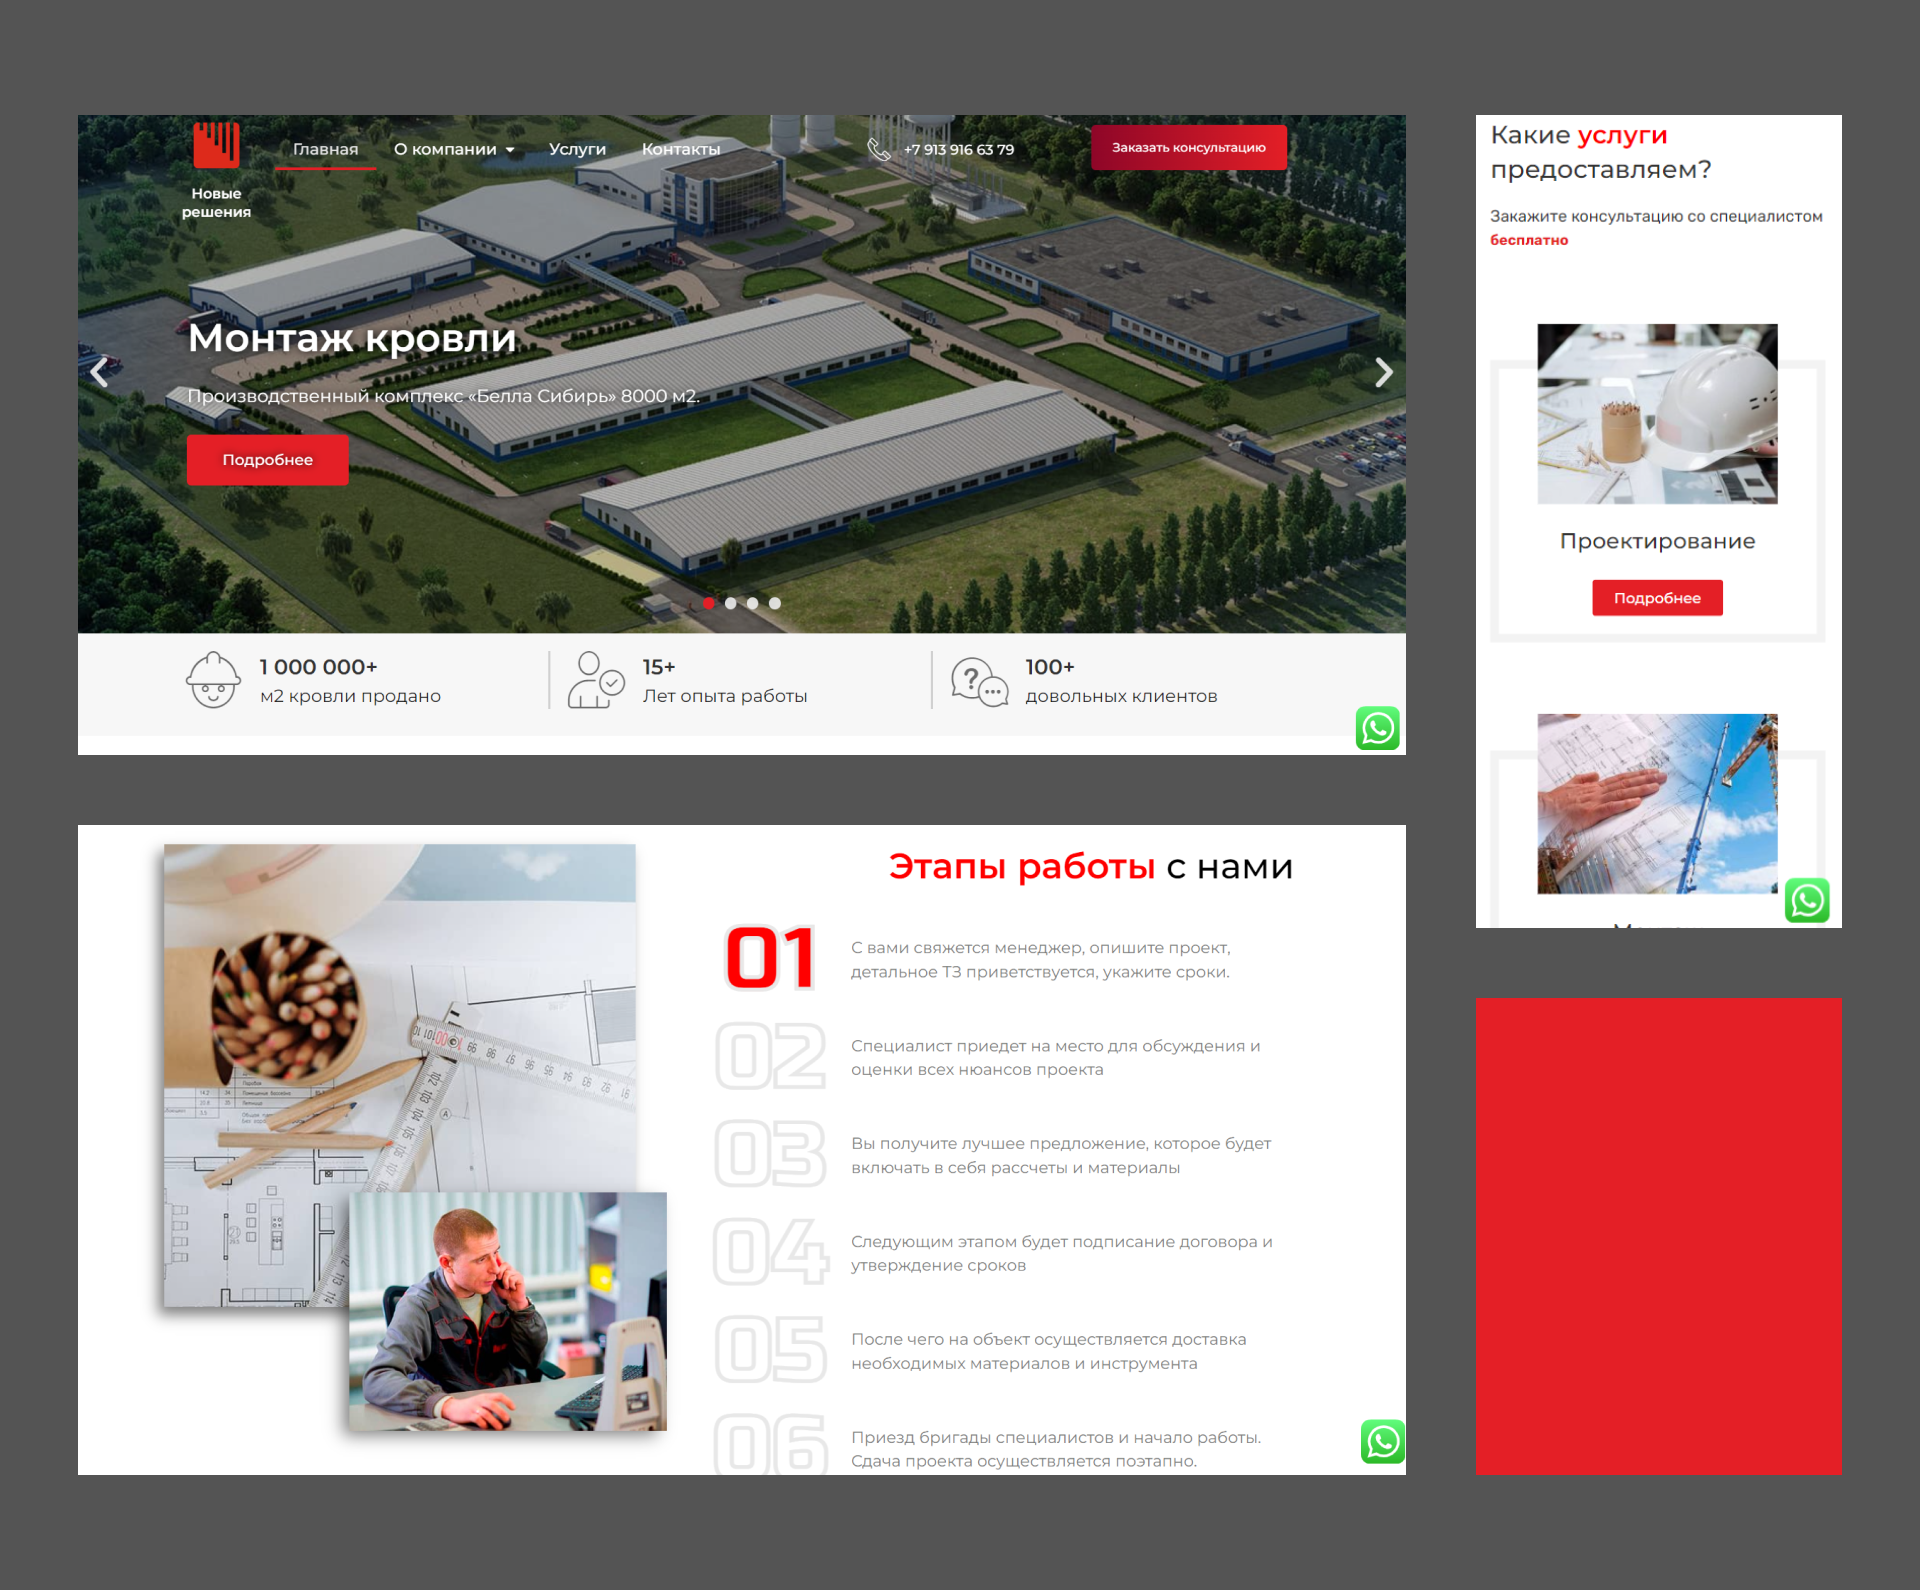 Новые
решения
Главная
О компании
Услуги
Контакты
+7 913 916 63 79
Заказать консультацию
Монтаж кровли
Производственный комплекс «Белла Сибирь» 8000 м2.
Подробнее
1 000 000+
м2 кровли продано
15+
Лет опыта работы
100+
довольных клиентов
Какие услуги
предоставляем?
Закажите консультацию со специалистом
бесплатно
Проектирование
Подробнее
Этапы работы с нами
01
С вами свяжется менеджер, опишите проект,
детальное ТЗ приветствуется, укажите сроки.
02
Специалист приедет на место для обсуждения и
оценки всех нюансов проекта
03
Вы получите лучшее предложение, которое будет
включать в себя рассчеты и материалы
04
Следующим этапом будет подписание договора и
утверждение сроков
05
После чего на объект осуществляется доставка
необходимых материалов и инструмента
06
Приезд бригады специалистов и начало работы.
Сдача проекта осуществляется поэтапно.